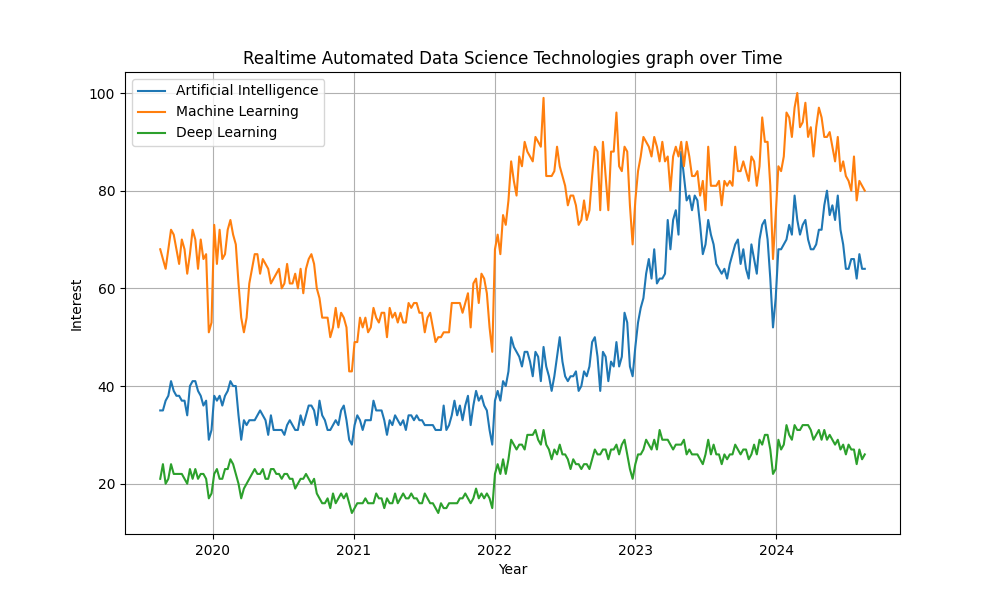 Realtime Automated Data Science Technologies graph over Time
Artificial Intelligence
Machine Learning
Deep Learning
100
80
60
40
20
Interest
2020 2021 2022 2023 2024
Year